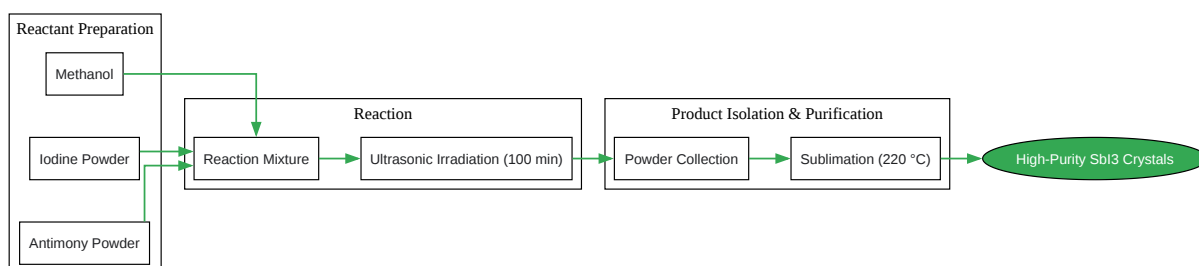 Reactant Preparation
Methanol
Iodine Powder
Antimony Powder
Reaction
Reaction Mixture
Ultrasonic Irradiation (100 min)
Product Isolation & Purification
Powder Collection
Sublimation (220 °C)
High-Purity SbI3 Crystals